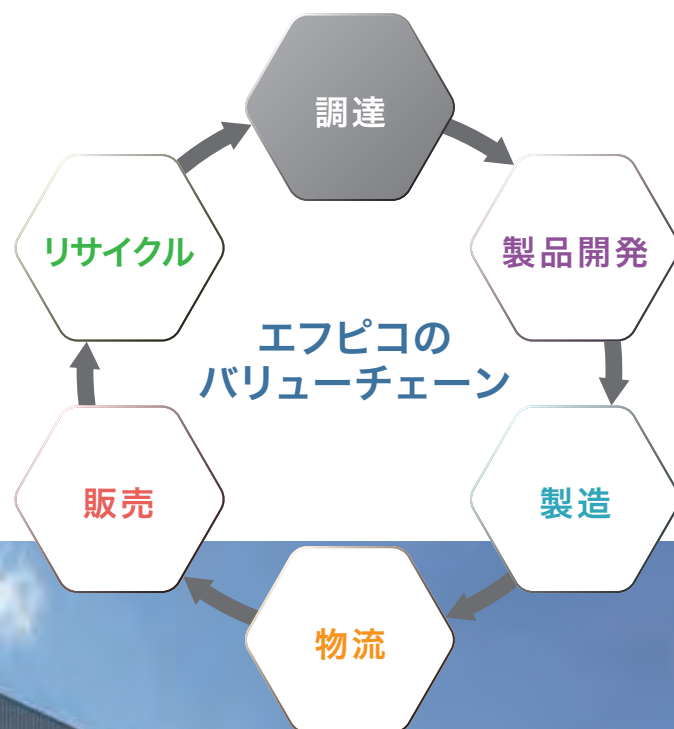 調達
製品開発
製造
物流
販売
リサイクル
エフピコの
バリューチェーン